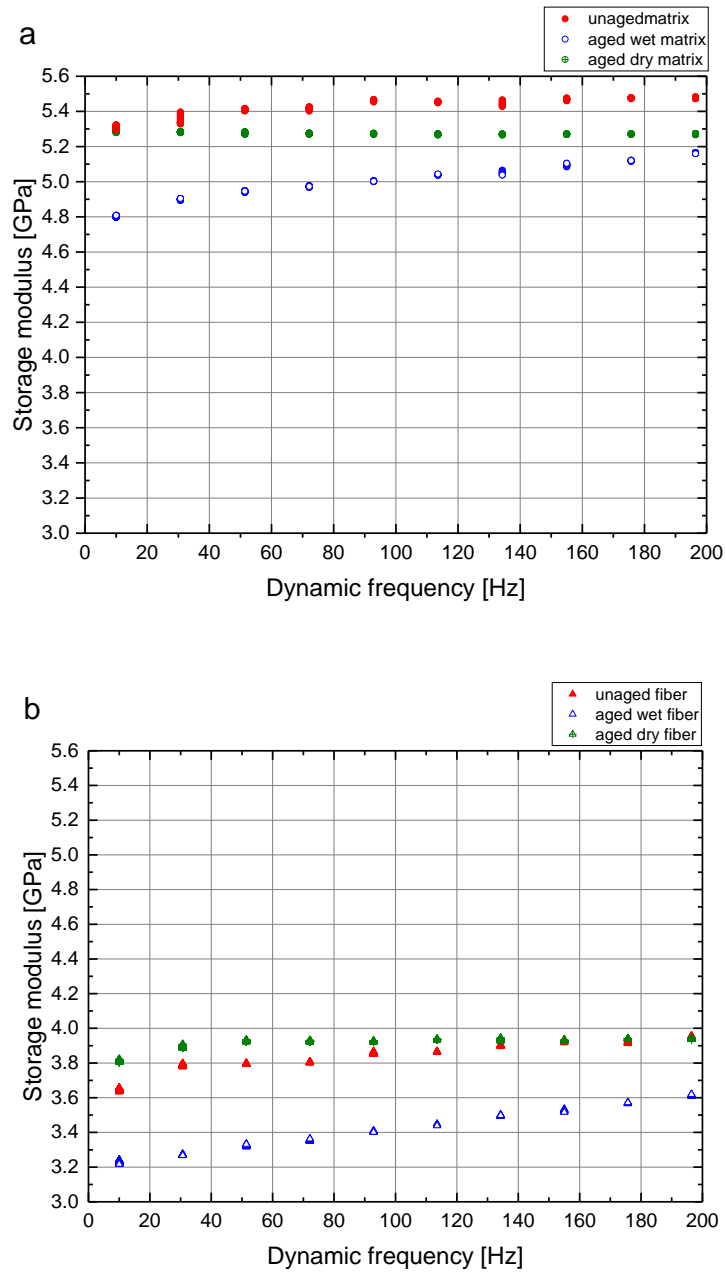 a
unagedmatrix
aged wet matrix
aged dry matrix
5.6
5.4
5.2
5.0
4.8
4.6
4.4
4.2
4.0
3.8
3.6
3.4
3.2
3.0
Storage modulus [GPa]
0 20 40 60 80 100 120 140 160 180 200
Dynamic frequency [Hz]
b
unaged fiber
aged wet fiber
aged dry fiber
5.6
5.4
5.2
5.0
4.8
4.6
4.4
4.2
4.0
3.8
3.6
3.4
3.2
3.0
Storage modulus [GPa]
0 20 40 60 80 100 120 140 160 180 200
Dynamic frequency [Hz]